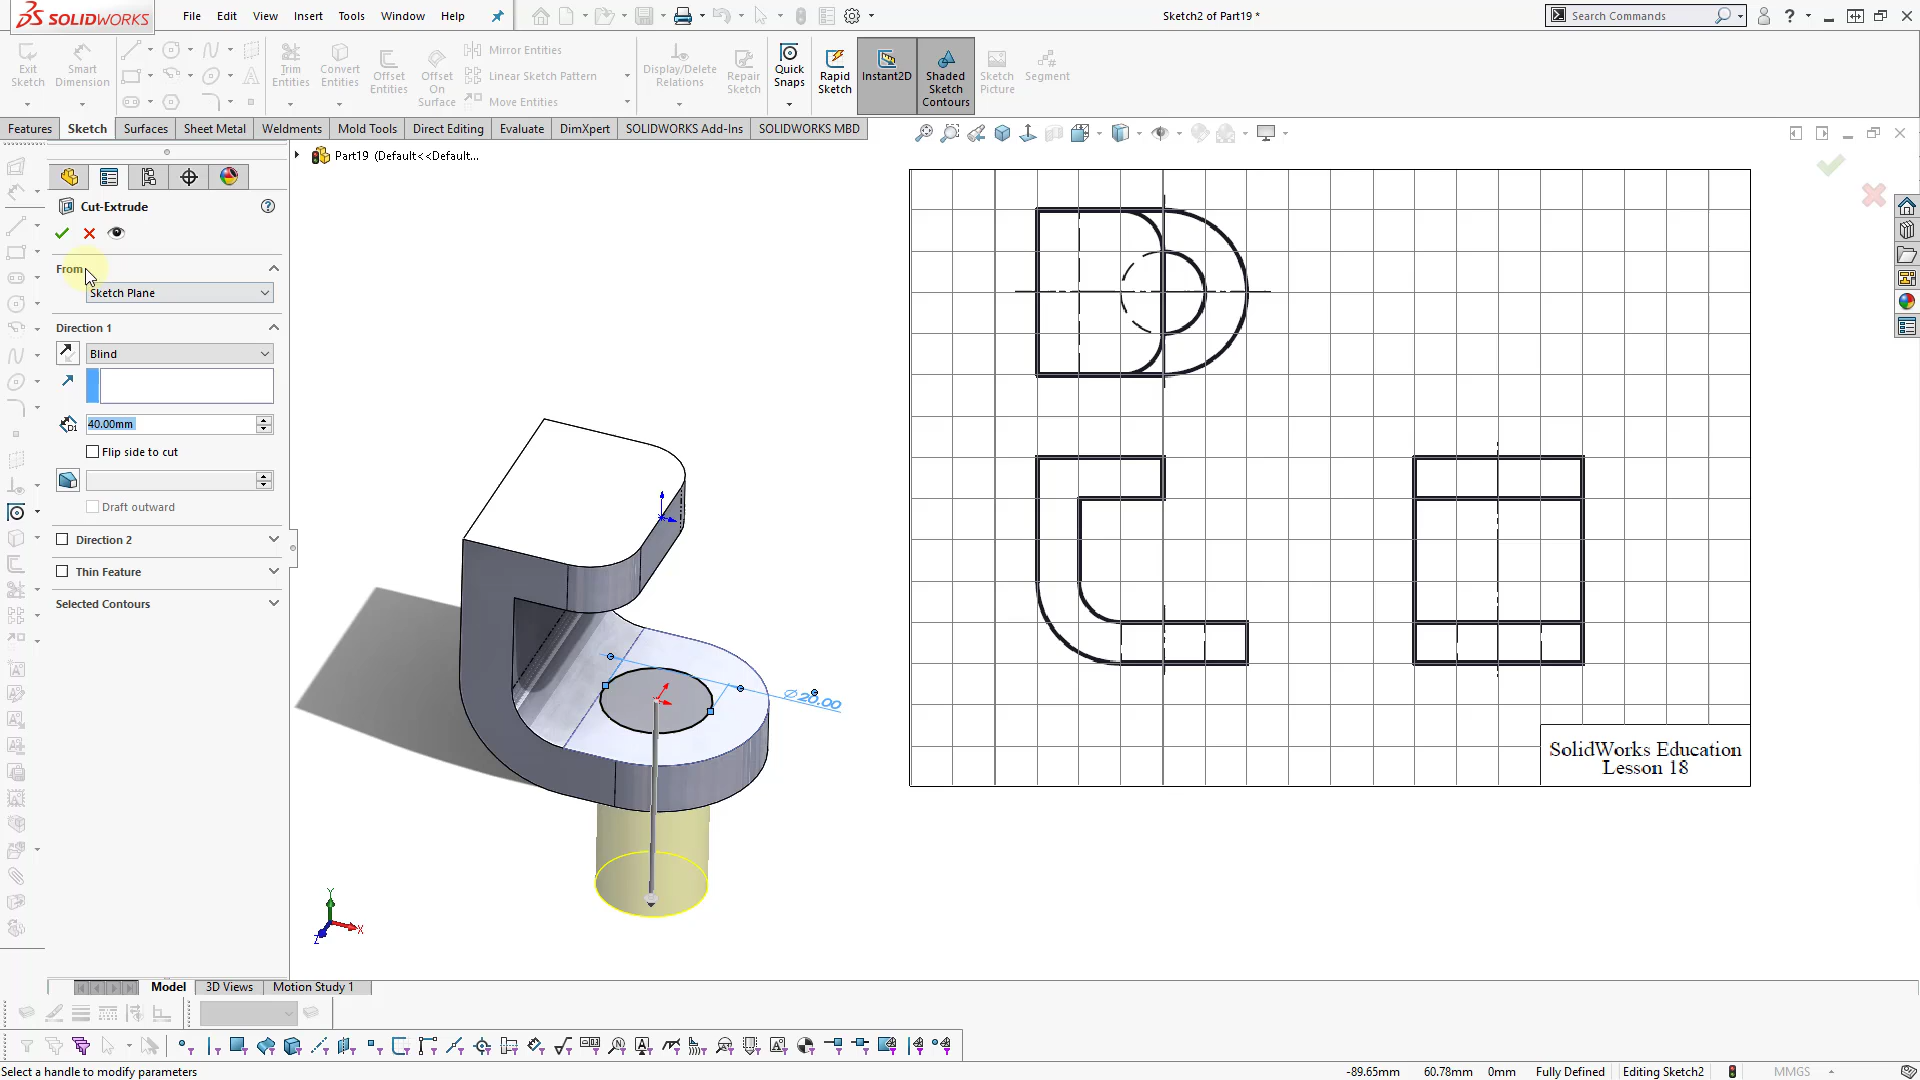 SOLIDWORKS
File Edit View Insert Tools Window Help
Sketch2 of Part19 *
Search Commands
Exit Sketch
Smart Dimension
Trim Entities
Convert Entities
Offset Entities
Offset On Surface
Mirror Entities
Linear Sketch Pattern
Move Entities
Display/Delete Relations
Repair Sketch
Quick Snaps
Rapid Sketch
Instant2D
Shaded Sketch Contours
Sketch Picture
Segment
Features Sketch Surfaces Sheet Metal Weldments Mold Tools Direct Editing Evaluate DimXpert SOLIDWORKS Add-Ins SOLIDWORKS MBD
Part19 (Default<<Default...
Cut-Extrude
From
Sketch Plane
Direction 1
Blind
D1
40.00mm
Flip side to cut
Draft outward
Direction 2
Thin Feature
Selected Contours
⌀20.00
Y
X
Z
SolidWorks Education
Lesson 18
Model 3D Views Motion Study 1
Select a handle to modify parameters
-89.65mm 60.78mm 0mm Fully Defined Editing Sketch2 MMGS